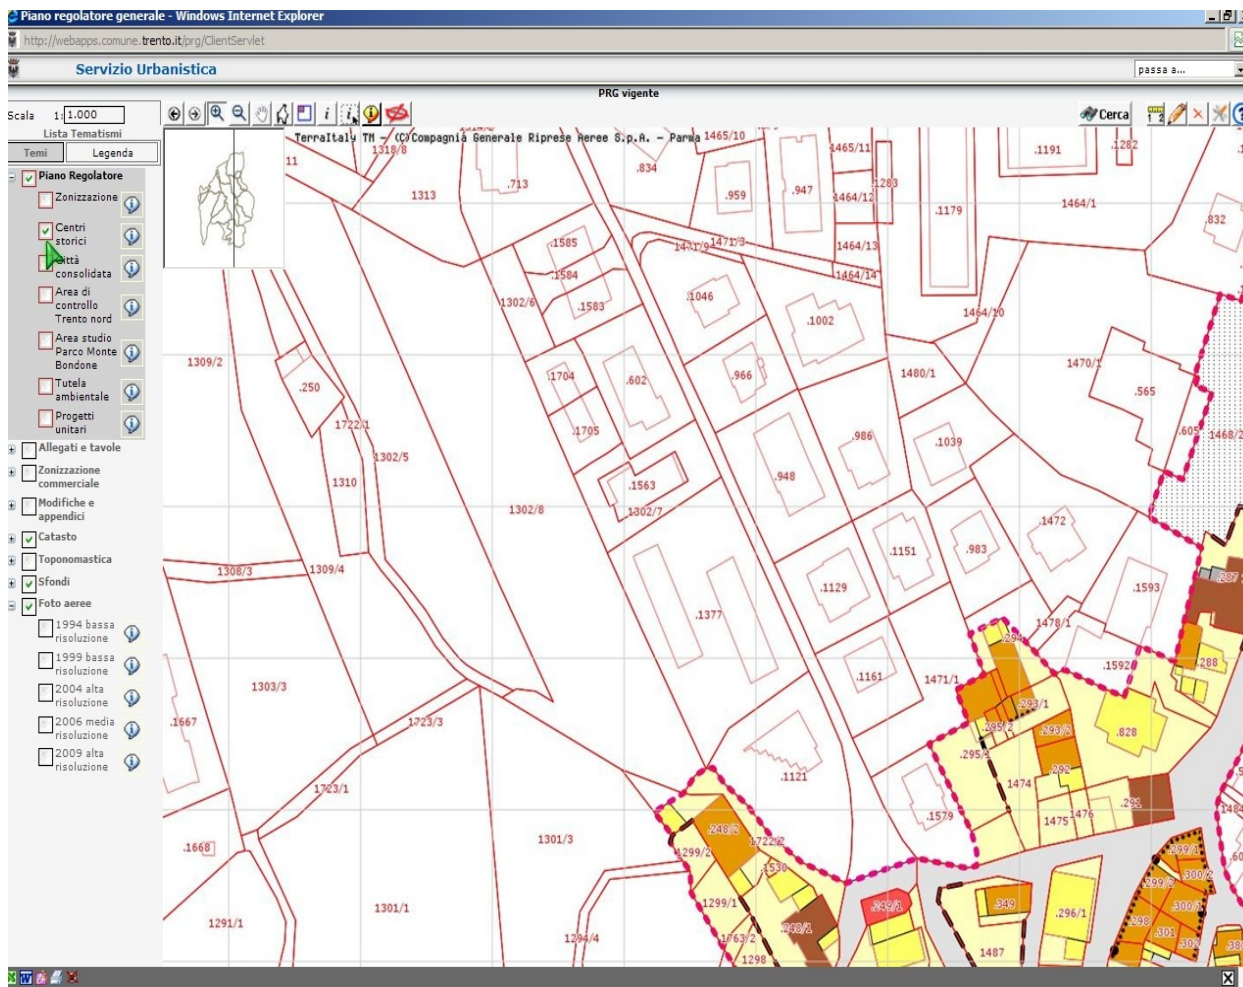 Piano regolatore generale - Windows Internet Explorer
http://webapps.comune.trento.it/prg/ClientServlet
Servizio Urbanistica
passa a...
PRG vigente
Scala 1: 1.000
Cerca
Lista Tematismi
Temi Legenda
TerraItaly TM - (C)Compagnia Generale Riprese Aeree S.p.A. - Parma
Piano Regolatore
Zonizzazione
Centri
storici
consolidata
Area di
controllo
Trento nord
Area studio
Parco Monte
Bondone
Tutela
ambientale
Progetti
unitari
Allegati e tavole
Zonizzazione
commerciale
Modifiche e
appendici
Catasto
Toponomastica
Sfondi
Foto aeree
1994 bassa
risoluzione
1999 bassa
risoluzione
2004 alta
risoluzione
2006 media
risoluzione
2009 alta
risoluzione
11
1318/8
.713
1313
.834
1465/10
.959
.947
1465/11
1464/12
.1283
.1179
.1191
.1282
1464/1
.832
.1585
.1584
.1583
1302/6
1471/9
1471/3
1464/13
1464/14
.1046
.1002
1464/10
1309/2
.250
1722/1
1302/5
1310
.1704
.602
.1705
.966
1480/1
1470/1
.565
.605
1468/2
.986
.1039
.948
.1563
1302/7
1302/8
.1151
.983
.1472
1308/3
1309/4
.1129
.1377
.1593
.287
1478/1
.294
.1592
.288
.1161
1471/1
1303/3
.1667
1723/3
.293/1
.295/2
.293/2
.828
.295/1
.292
1474
.1121
1723/1
.1579
1475
1476
.291
1484
.1668
1301/3
.248/2
1722/2
1299/2
.1530
.299/1
.299/2
.300/2
1291/1
1301/1
1299/1
.249/1
.349
.296/1
.300/1
.298
.301
.302
1294/4
1763/2
.248/1
1298
1487